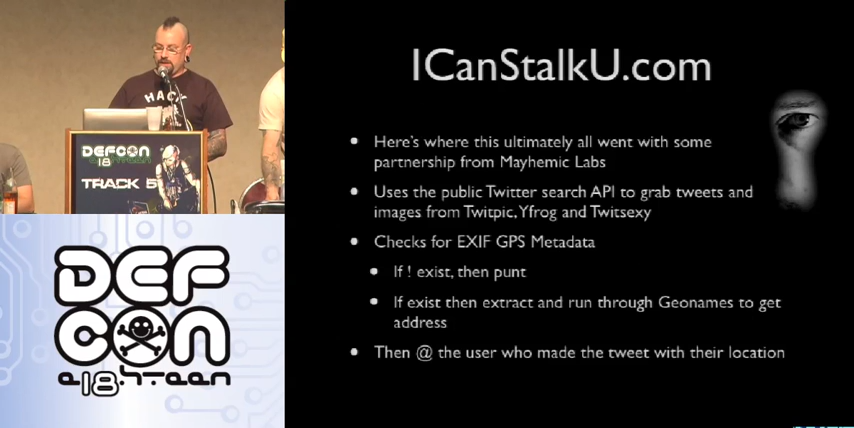 HACK
DEFCON
18
TRACK 5
DEF
CON
e18h-teen
ICanStalkU.com
• Here's where this ultimately all went with some
partnership from Mayhemic Labs
• Uses the public Twitter search API to grab tweets and
images from Twitpic, Yfrog and Twitsexy
• Checks for EXIF GPS Metadata
• If ! exist, then punt
• If exist then extract and run through Geonames to get
address
• Then @ the user who made the tweet with their location